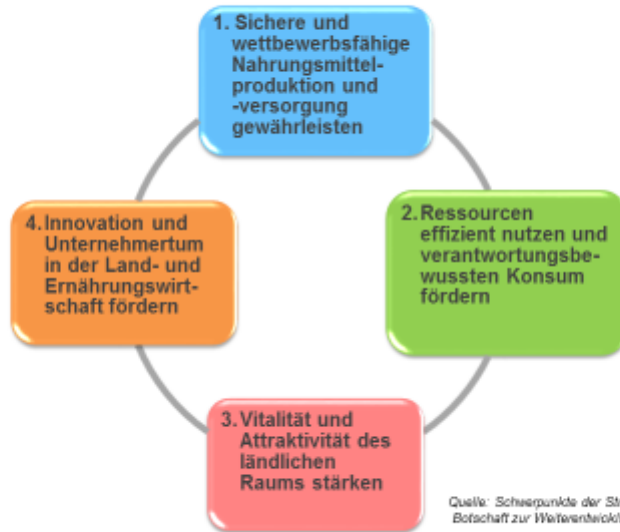 1. Sichere und
wettbewerbsfähige
Nahrungsmittel-
produktion und
-versorgung
gewährleisten
2. Ressourcen
effizient nutzen und
verantwortungsbe-
wussten Konsum
fördern
3. Vitalität und
Attraktivität des
ländlichen
Raums stärken
4. Innovation und
Unternehmertum
in der Land- und
Ernährungswirt-
schaft fördern
Quelle: Schwerpunkte der
Botschaft zur